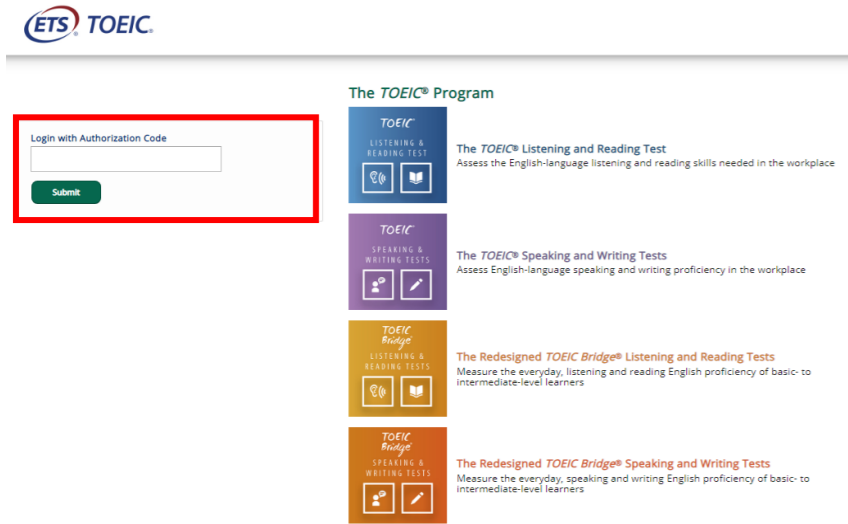 ETS® TOEIC®
The TOEIC® Program
Login with Authorization Code
Submit
TOEIC
LISTENING &
READING TEST
The TOEIC® Listening and Reading Test
Assess the English-language listening and reading skills needed in the workplace
TOEIC
SPEAKING &
WRITING TESTS
The TOEIC® Speaking and Writing Tests
Assess English-language speaking and writing proficiency in the workplace
TOEIC
Bridge
LISTENING &
READING TESTS
The Redesigned TOEIC Bridge® Listening and Reading Tests
Measure the everyday, listening and reading English proficiency of basic- to
intermediate-level learners
TOEIC
Bridge
SPEAKING &
WRITING TESTS
The Redesigned TOEIC Bridge® Speaking and Writing Tests
Measure the everyday, speaking and writing English proficiency of basic- to
intermediate-level learners